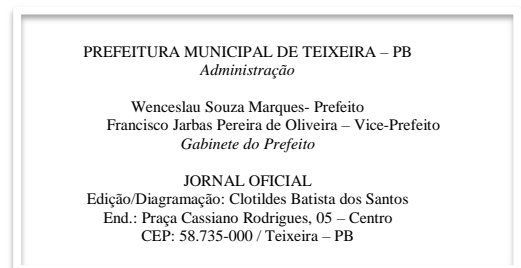 PREFEITURA MUNICIPAL DE TEIXEIRA – PB
Administração
Wenceslau Souza Marques- Prefeito
Francisco Jarbas Pereira de Oliveira – Vice-Prefeito
Gabinete do Prefeito
JORNAL OFICIAL
Edição/Diagramação: Clotildes Batista dos Santos
End.: Praça Cassiano Rodrigues, 05 – Centro
CEP: 58.735-000 / Teixeira – PB